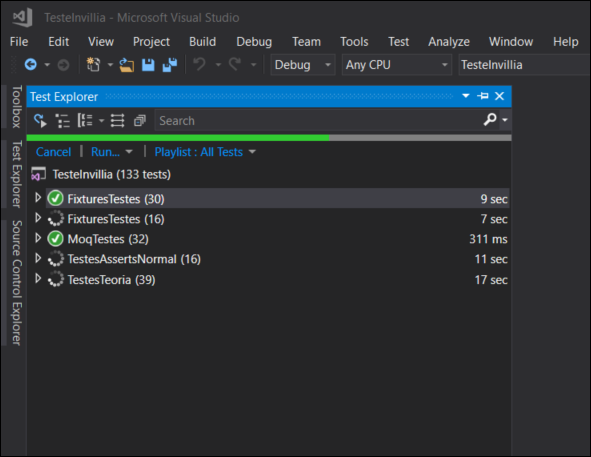 TesteInvillia - Microsoft Visual Studio
File Edit View Project Build Debug Team Tools Test Analyze Window Help
Debug Any CPU TesteInvillia
Toolbox
Test Explorer
Source Control Explorer
Test Explorer
Search
Cancel Run... Playlist : All Tests
TesteInvillia (133 tests)
FixturesTestes (30) 9 sec
FixturesTestes (16) 7 sec
MoqTestes (32) 311 ms
TestesAssertsNormal (16) 11 sec
TestesTeoria (39) 17 sec